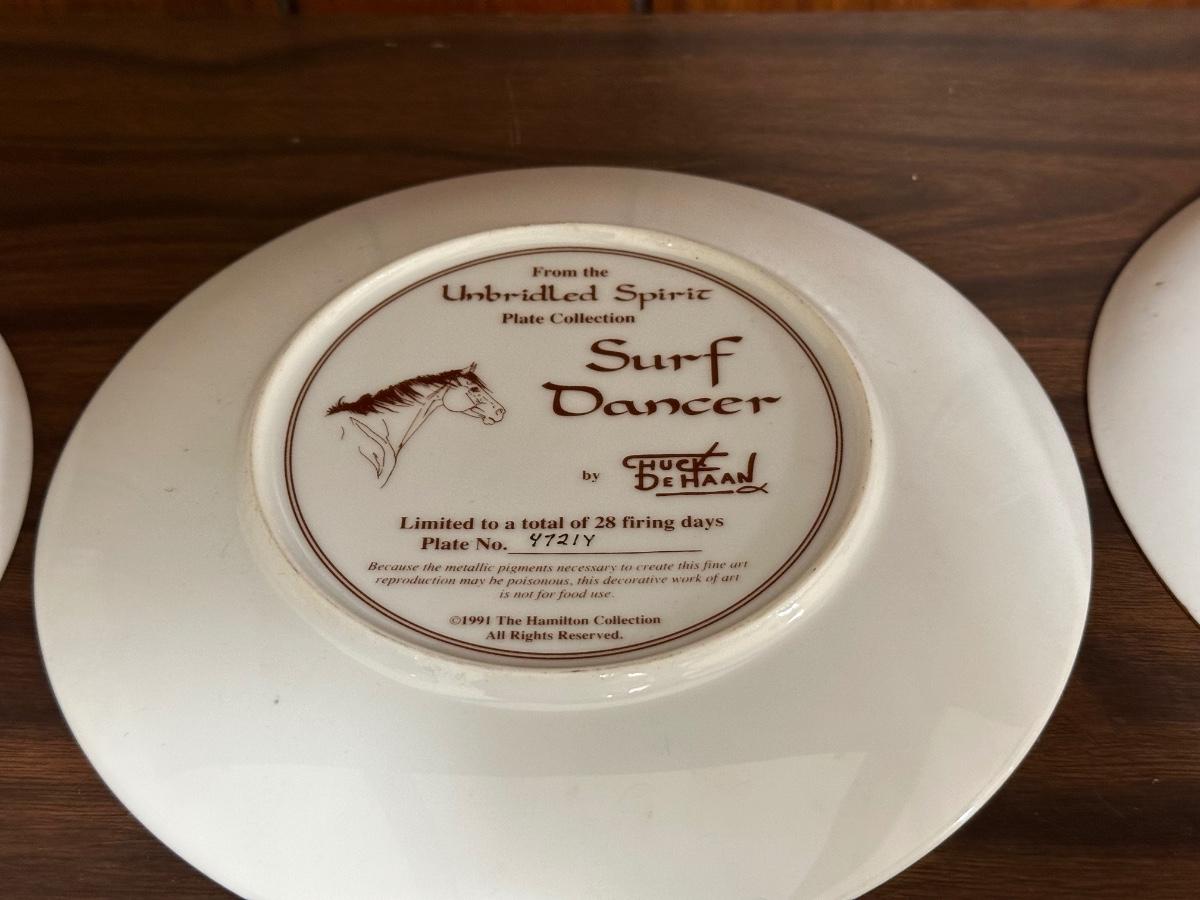 From the
Unbridled Spirit
Plate Collection
Surf
Dancer
by CHUCK
DEHAAN
Limited to a total of 28 firing days
Plate No. 4721Y
Because the metallic pigments necessary to create this fine art
reproduction may be poisonous, this decorative work of art
is not for food use.
©1991 The Hamilton Collection
All Rights Reserved.